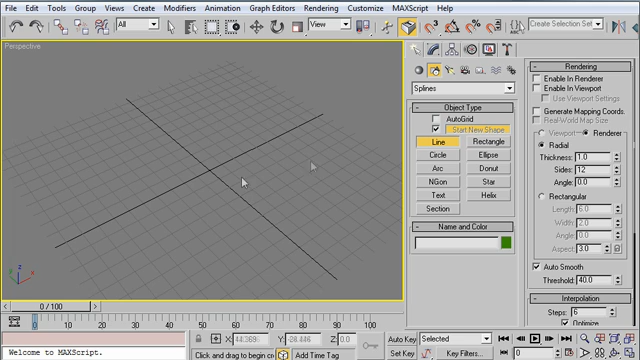 File Edit Tools Group Views Create Modifiers Animation Graph Editors Rendering Customize MAXScript Help
All View Create Selection Set
Perspective
Splines
Object Type
AutoGrid
Start New Shape
Line Rectangle
Circle Ellipse
Arc Donut
NGon Star
Text Helix
Section
Name and Color
Rendering
Enable In Renderer
Enable In Viewport
Use Viewport Settings
Generate Mapping Coords.
Real-World Map Size
Viewport Renderer
Radial
Thickness: 1.0
Sides: 12
Angle: 0.0
Rectangular
Length: 6.0
Width: 2.0
Angle: 0.0
Aspect: 3.0
Auto Smooth
Threshold: 40.0
Interpolation
Steps: 6
Optimize
z y x
0 / 100
0 10 20 30 40 50 60 70 80 90 100
X: 44.369 Y: -28.446 Z: 0.0
Auto Key Selected
Welcome to MAXScript.
Click and drag to begin cr
Add Time Tag
Set Key Key Filters... 0